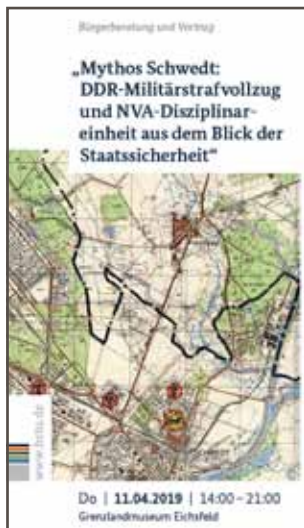 Bürgerberatung und Vortrag
„Mythos Schwedt:
DDR-Militärstrafvollzug
und NVA-Disziplinar-
einheit aus dem Blick der
Staatssicherheit“
www.bstu.de
Do | 11.04.2019 | 14:00 – 21:00
Grenzlandmuseum Eichsfeld